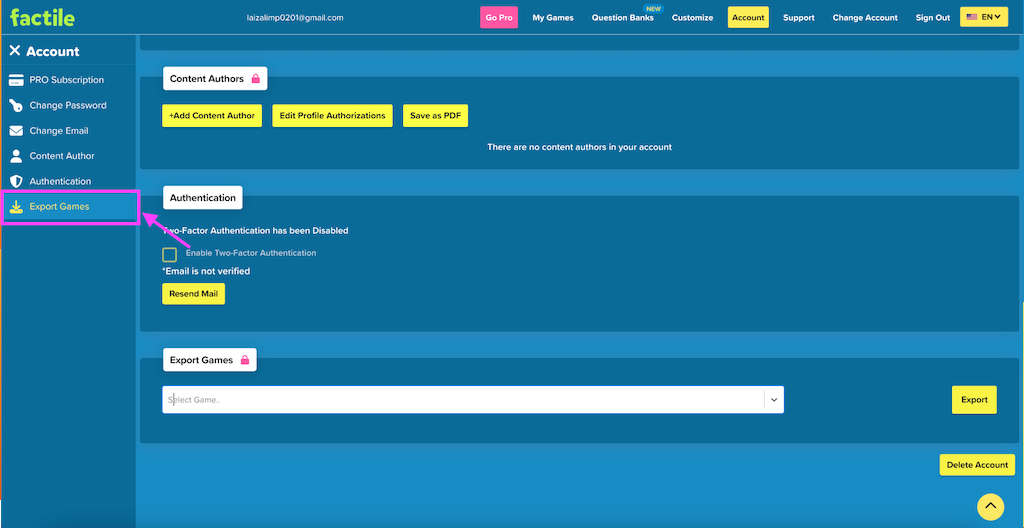 factile
laizalimp0201@gmail.com
Go Pro
My Games
Question Banks
NEW
Customize
Account
Support
Change Account
Sign Out
EN
Account
PRO Subscription
Change Password
Change Email
Content Author
Authentication
Export Games
Content Authors
+Add Content Author
Edit Profile Authorizations
Save as PDF
There are no content authors in your account
Authentication
Two-Factor Authentication has been Disabled
Enable Two-Factor Authentication
*Email is not verified
Resend Mail
Export Games
Select Game..
Export
Delete Account